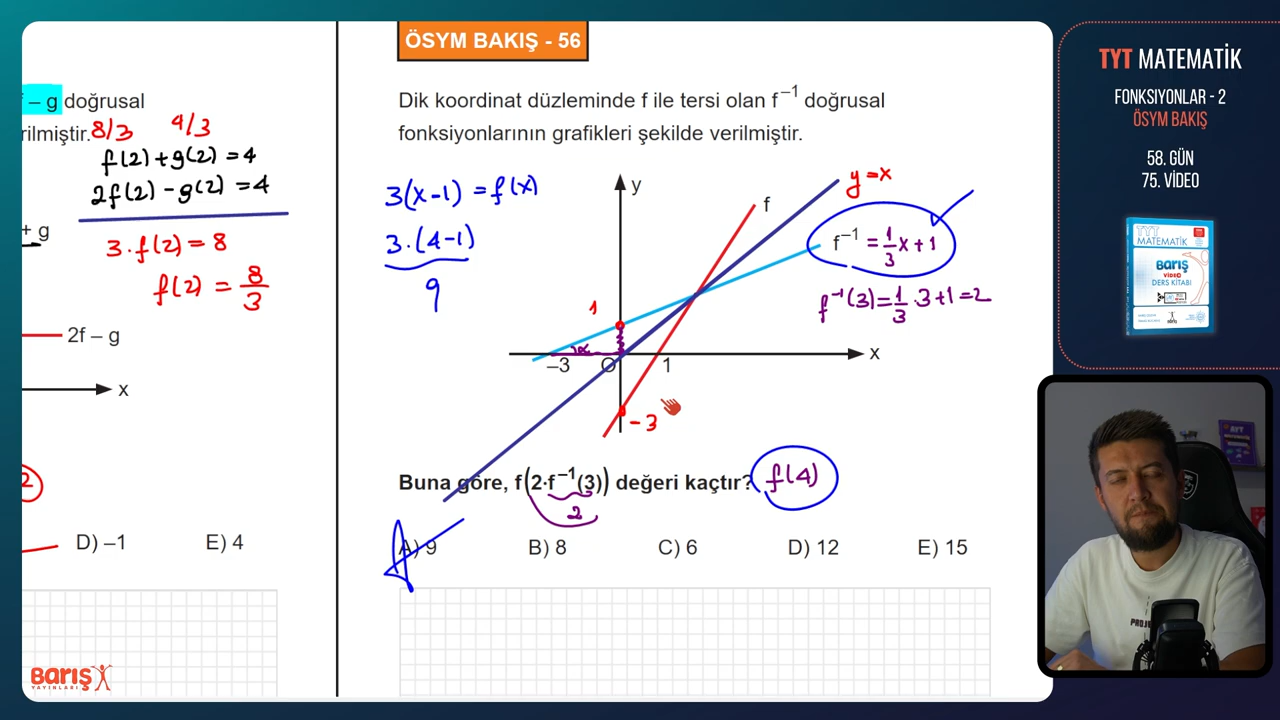 ÖSYM BAKIŞ - 56
f – g doğrusal
rilmiştir. 8/3 4/3
f(2)+g(2)=4
2f(2)-g(2)=4
+ g
3·f(2)=8
f(2) = 8/3
2f – g
x
2
D) –1 E) 4
BARIŞ
YAYINLARI
Dik koordinat düzleminde f ile tersi olan f⁻¹ doğrusal
fonksiyonlarının grafikleri şekilde verilmiştir.
3(x-1) = f(x)
3·(4-1)
9
y
y=x
f
f⁻¹ = 1/3 x+1
f⁻¹(3)=1/3·3+1=2
1
x
–3 O 1
-3
Buna göre, f(2·f⁻¹(3)) değeri kaçtır? f(4)
2
A) 9 B) 8 C) 6 D) 12 E) 15
TYT MATEMATİK
FONKSIYONLAR - 2
ÖSYM BAKIŞ
58. GÜN
75. VİDEO
TYT
MATEMATİK
BARIŞ
VİDEO
DERS KİTABI